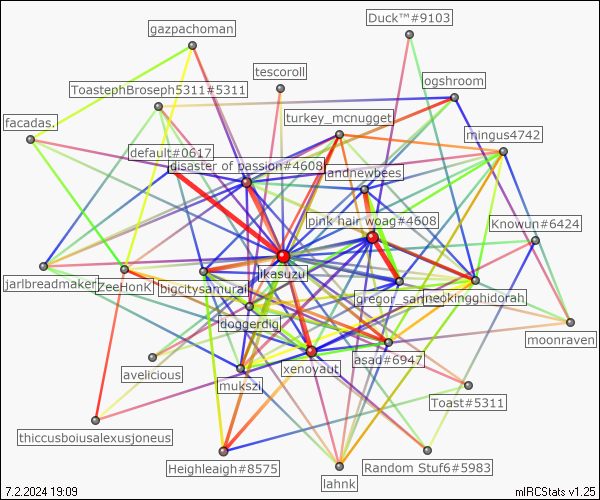 Duck™#9103
gazpachoman
tescoroll
ogshroom
ToastephBroseph5311#5311
turkey_mcnugget
facadas.
mingus4742
default#0617
disaster of passion#4608
andnewbees
pink hair woag#4608
Knowun#6424
ikasuzu
jarlbreadmaker
ZeeHonk
bigcitysamurai
gregor_sam
neokingghidorah
doggerdig
moonraven
asad#6947
xenoyaut
avelicious
mukszi
Toast#5311
thiccusboiusalexusjoneus
Heighleaigh#8575
Random Stuf6#5983
lahnk
7.2.2024 19:09
mIRCStats v1.25